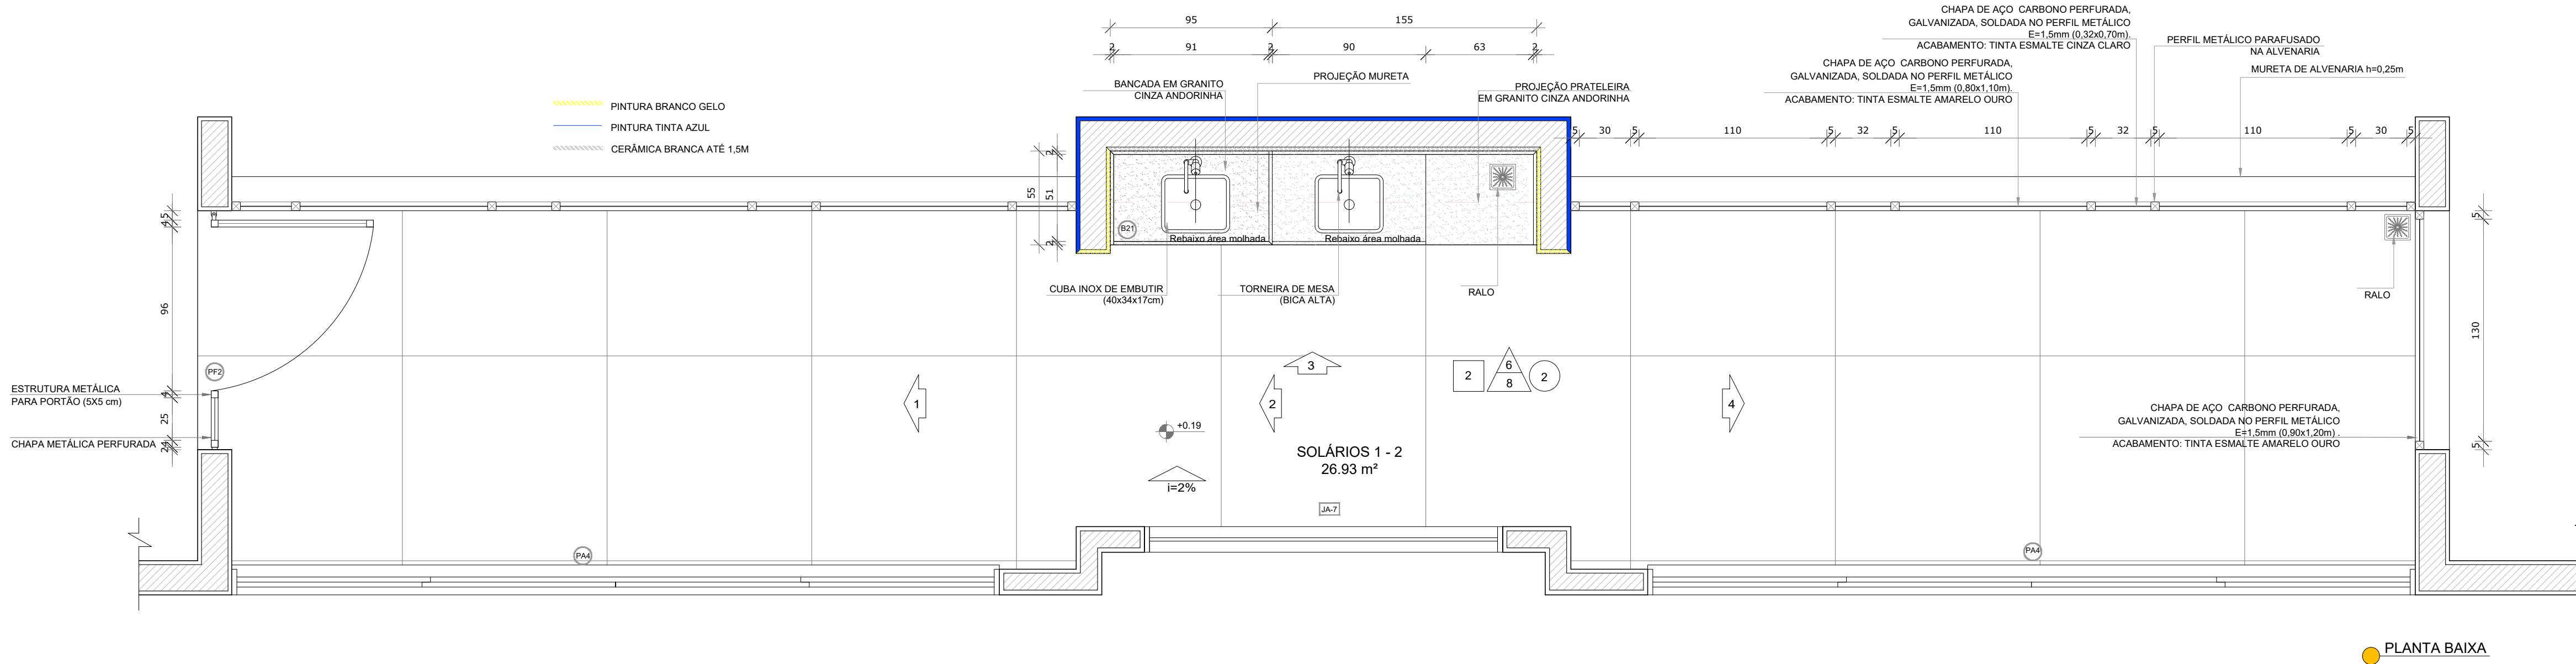 95
155
2
91
2
90
63
2
CHAPA DE AÇO CARBONO PERFURADA,
GALVANIZADA, SOLDADA NO PERFIL METÁLICO
E=1,5mm (0,32x0,70m).
ACABAMENTO: TINTA ESMALTE CINZA CLARO
PERFIL METÁLICO PARAFUSADO
NA ALVENARIA
CHAPA DE AÇO CARBONO PERFURADA,
GALVANIZADA, SOLDADA NO PERFIL METÁLICO
E=1,5mm (0,80x1,10m).
ACABAMENTO: TINTA ESMALTE AMARELO OURO
MURETA DE ALVENARIA h=0,25m
BANCADA EM GRANITO
CINZA ANDORINHA
PROJEÇÃO MURETA
PROJEÇÃO PRATELEIRA
EM GRANITO CINZA ANDORINHA
PINTURA BRANCO GELO
PINTURA TINTA AZUL
CERÂMICA BRANCA ATÉ 1,5M
5
30
5
110
5
32
5
110
5
32
5
110
5
30
5
2
55
51
2
B21
Rebaixo área molhada
Rebaixo área molhada
CUBA INOX DE EMBUTIR
(40x34x17cm)
TORNEIRA DE MESA
(BICA ALTA)
RALO
RALO
5
4
96
4
25
4
2
5
130
5
PF2
ESTRUTURA METÁLICA
PARA PORTÃO (5X5 cm)
CHAPA METÁLICA PERFURADA
1
2
3
4
2
6
8
2
+0.19
i=2%
SOLÁRIOS 1 - 2
26.93 m²
JA-7
CHAPA DE AÇO CARBONO PERFURADA,
GALVANIZADA, SOLDADA NO PERFIL METÁLICO
E=1,5mm (0,90x1,20m) .
ACABAMENTO: TINTA ESMALTE AMARELO OURO
PA4
PA4
PLANTA BAIXA